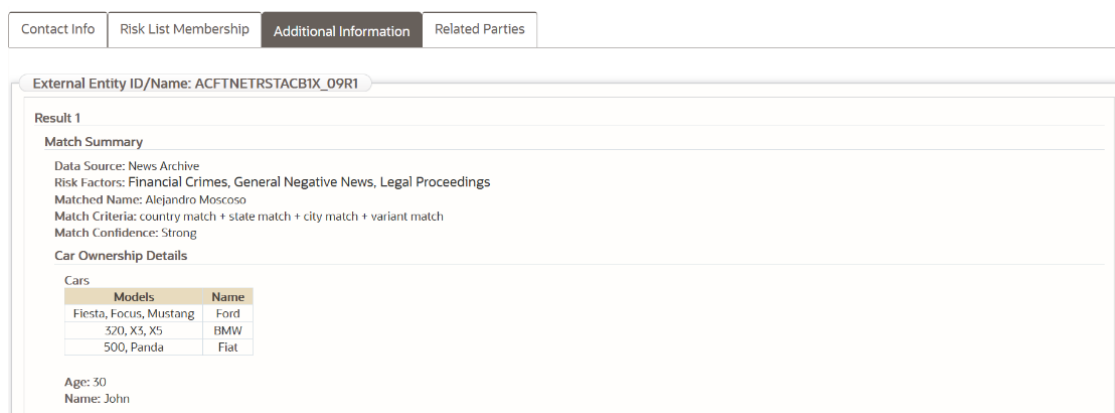 Contact Info Risk List Membership Additional Information Related Parties
External Entity ID/Name: ACFTNETRSTACB1X_09R1
Result 1
Match Summary
Data Source: News Archive
Risk Factors: Financial Crimes, General Negative News, Legal Proceedings
Matched Name: Alejandro Moscoso
Match Criteria: country match + state match + city match + variant match
Match Confidence: Strong
Car Ownership Details
Cars
Models Name
Fiesta, Focus, Mustang Ford
320, X3, X5 BMW
500, Panda Fiat
Age: 30
Name: John